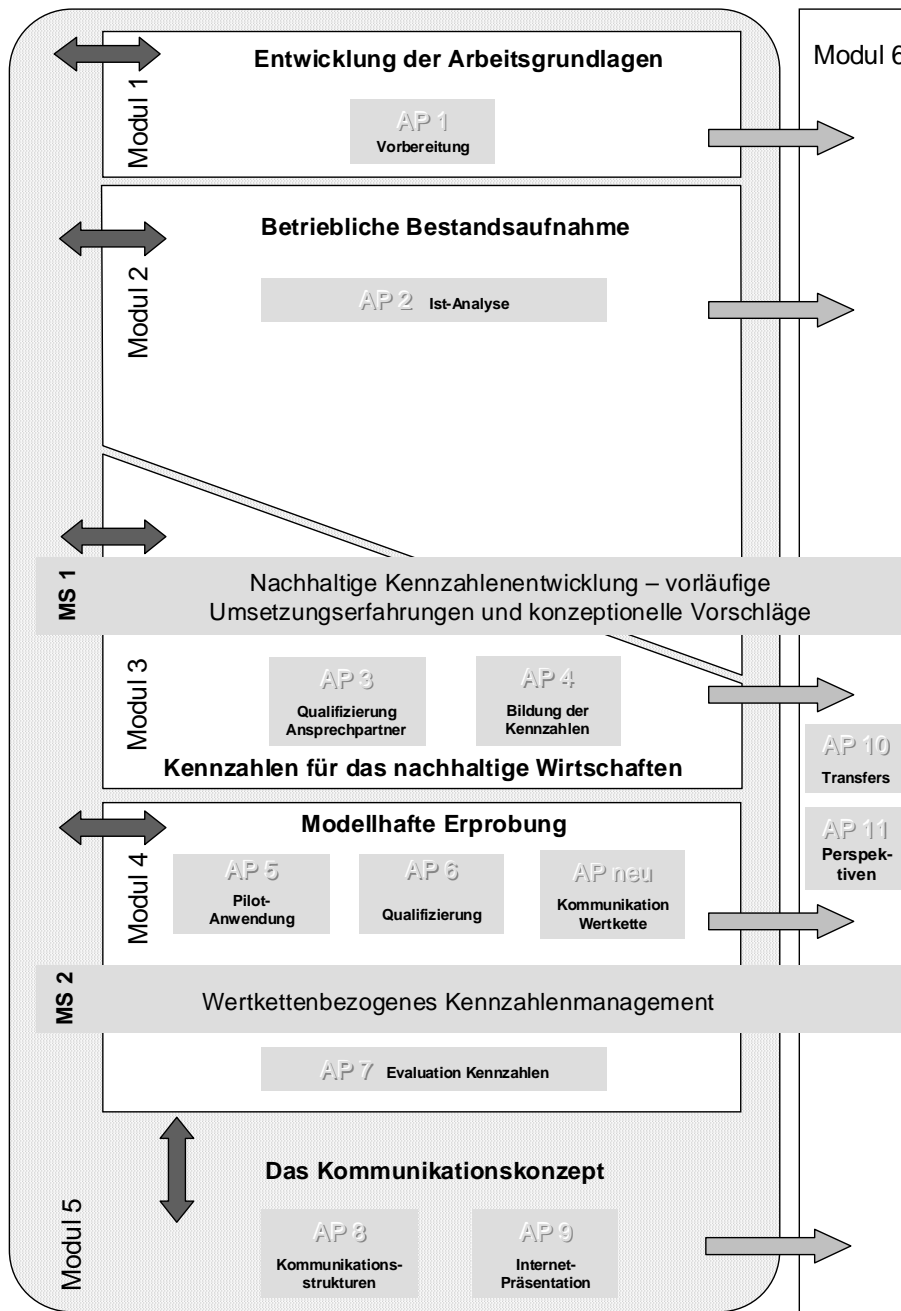 Modul 6
Modul 1
Entwicklung der Arbeitsgrundlagen
AP 1
Vorbereitung
Modul 2
Betriebliche Bestandsaufnahme
AP 2 Ist-Analyse
MS 1
Nachhaltige Kennzahlenentwicklung – vorläufige
Umsetzungserfahrungen und konzeptionelle Vorschläge
Modul 3
AP 3
Qualifizierung
Ansprechpartner
AP 4
Bildung der
Kennzahlen
Kennzahlen für das nachhaltige Wirtschaften
AP 10
Transfers
AP 11
Perspek-
tiven
Modul 4
Modellhafte Erprobung
AP 5
Pilot-
Anwendung
AP 6
Qualifizierung
AP neu
Kommunikation
Wertkette
MS 2
Wertkettenbezogenes Kennzahlenmanagement
AP 7 Evaluation Kennzahlen
Modul 5
Das Kommunikationskonzept
AP 8
Kommunikations-
strukturen
AP 9
Internet-
Präsentation